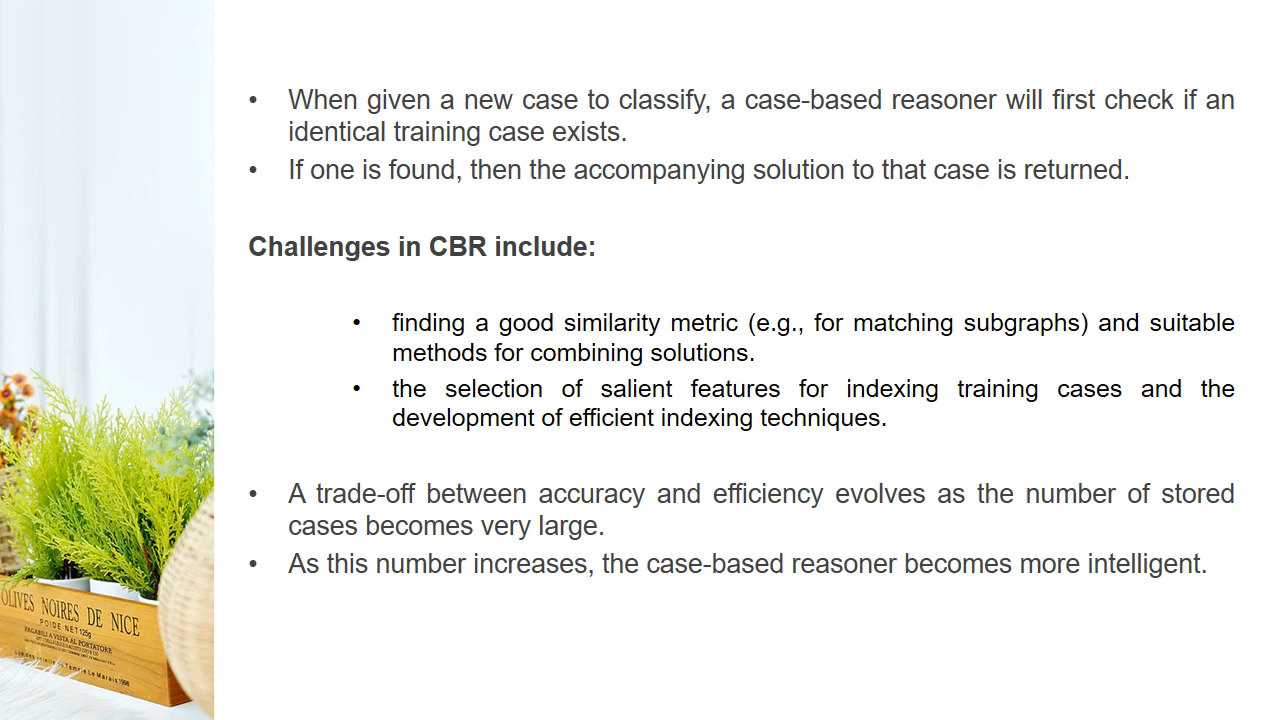 • When given a new case to classify, a case-based reasoner will first check if an
identical training case exists.
• If one is found, then the accompanying solution to that case is returned.
Challenges in CBR include:
• finding a good similarity metric (e.g., for matching subgraphs) and suitable
methods for combining solutions.
• the selection of salient features for indexing training cases and the
development of efficient indexing techniques.
• A trade-off between accuracy and efficiency evolves as the number of stored
cases becomes very large.
• As this number increases, the case-based reasoner becomes more intelligent.
OLIVES NOIRES DE NICE
POIDE NET 125g
PAGABILI A VISTA AL PORTATORE